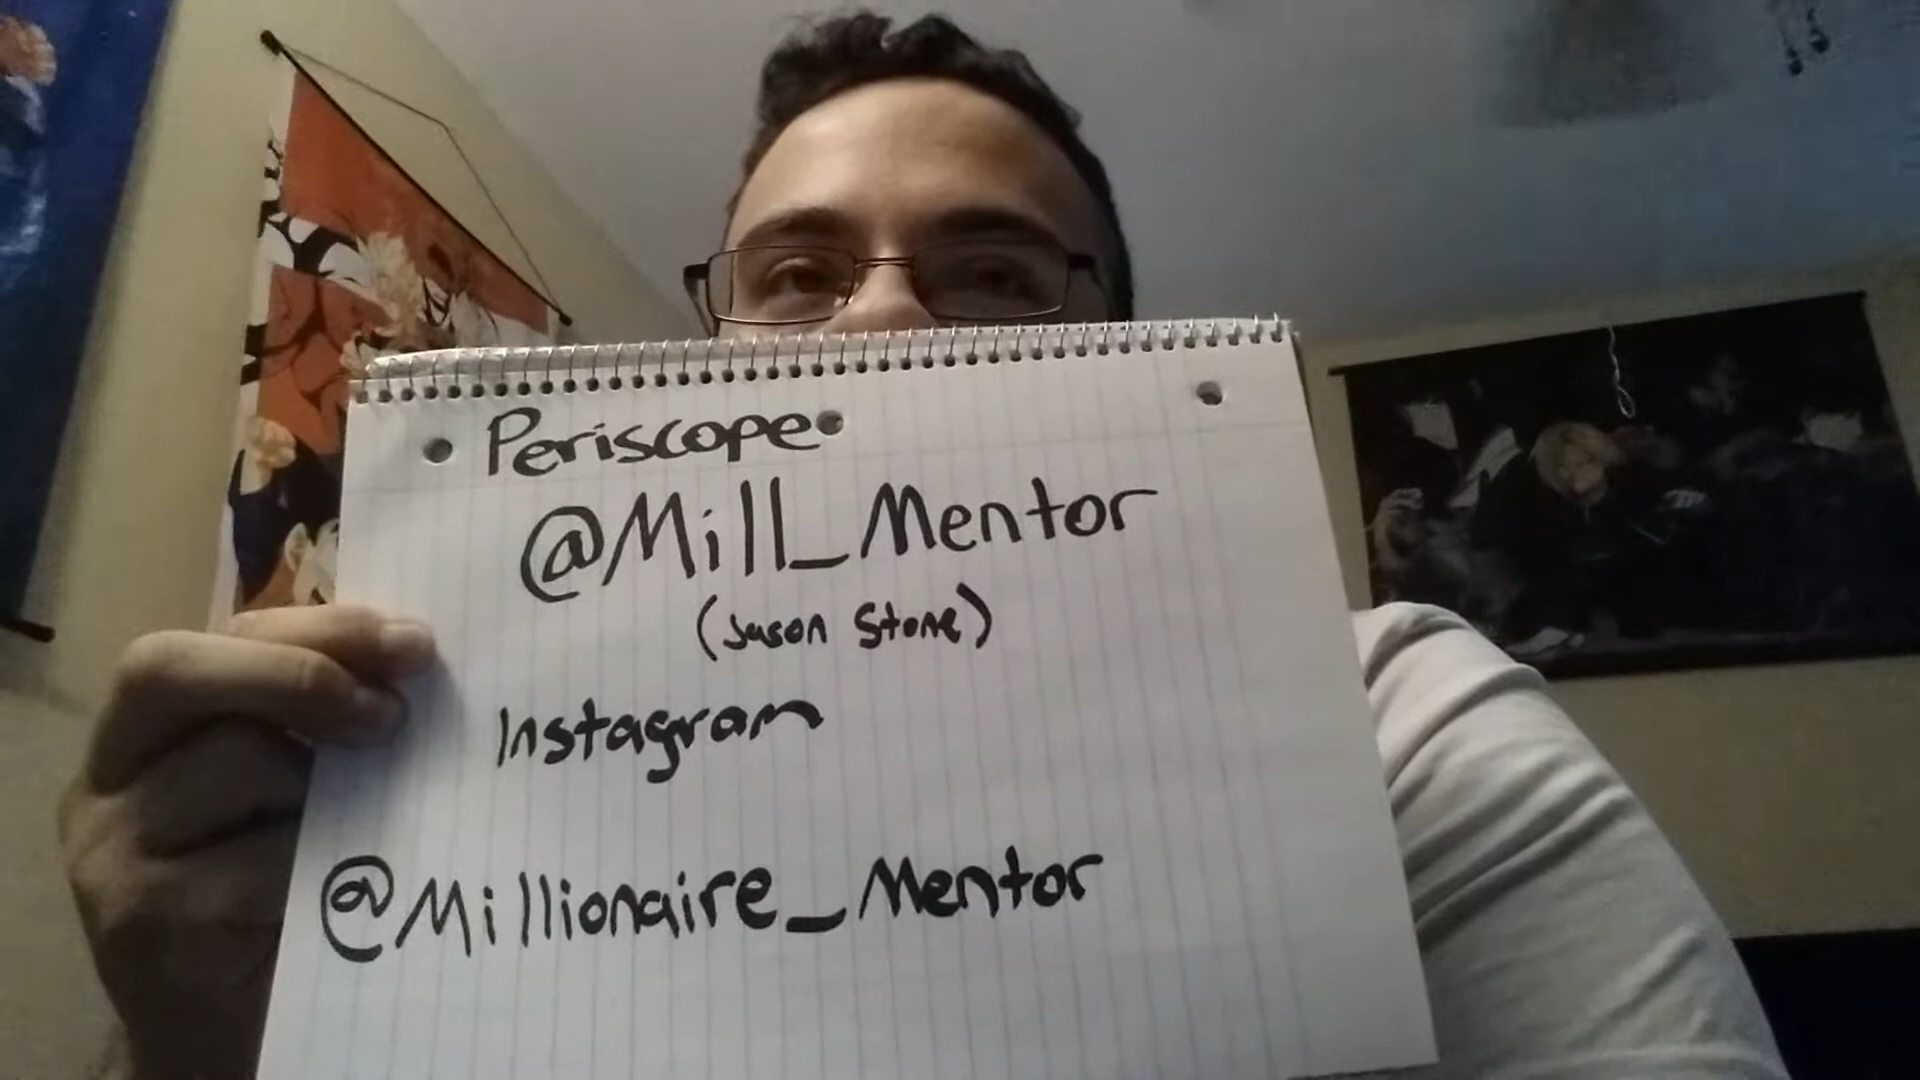 Periscope
@Mill_Mentor
(Jason Stone)
Instagram
@Millionaire_Mentor